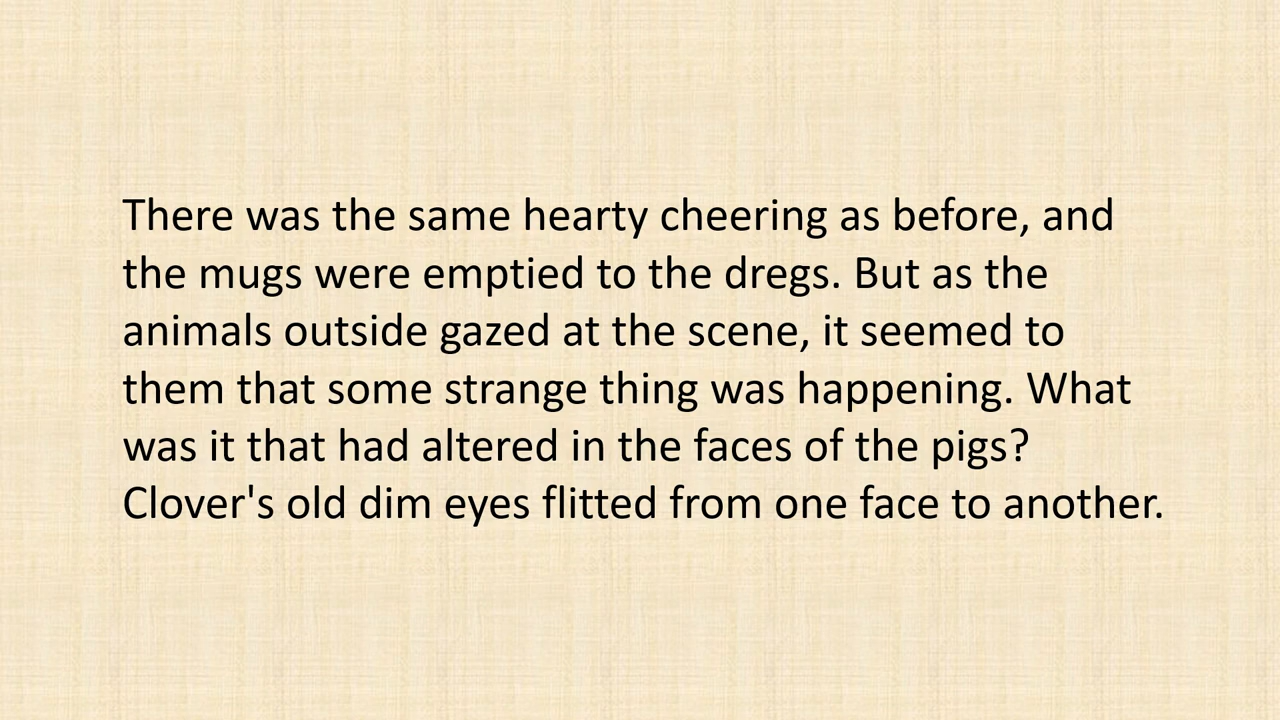 There was the same hearty cheering as before, and
the mugs were emptied to the dregs. But as the
animals outside gazed at the scene, it seemed to
them that some strange thing was happening. What
was it that had altered in the faces of the pigs?
Clover's old dim eyes flitted from one face to another.